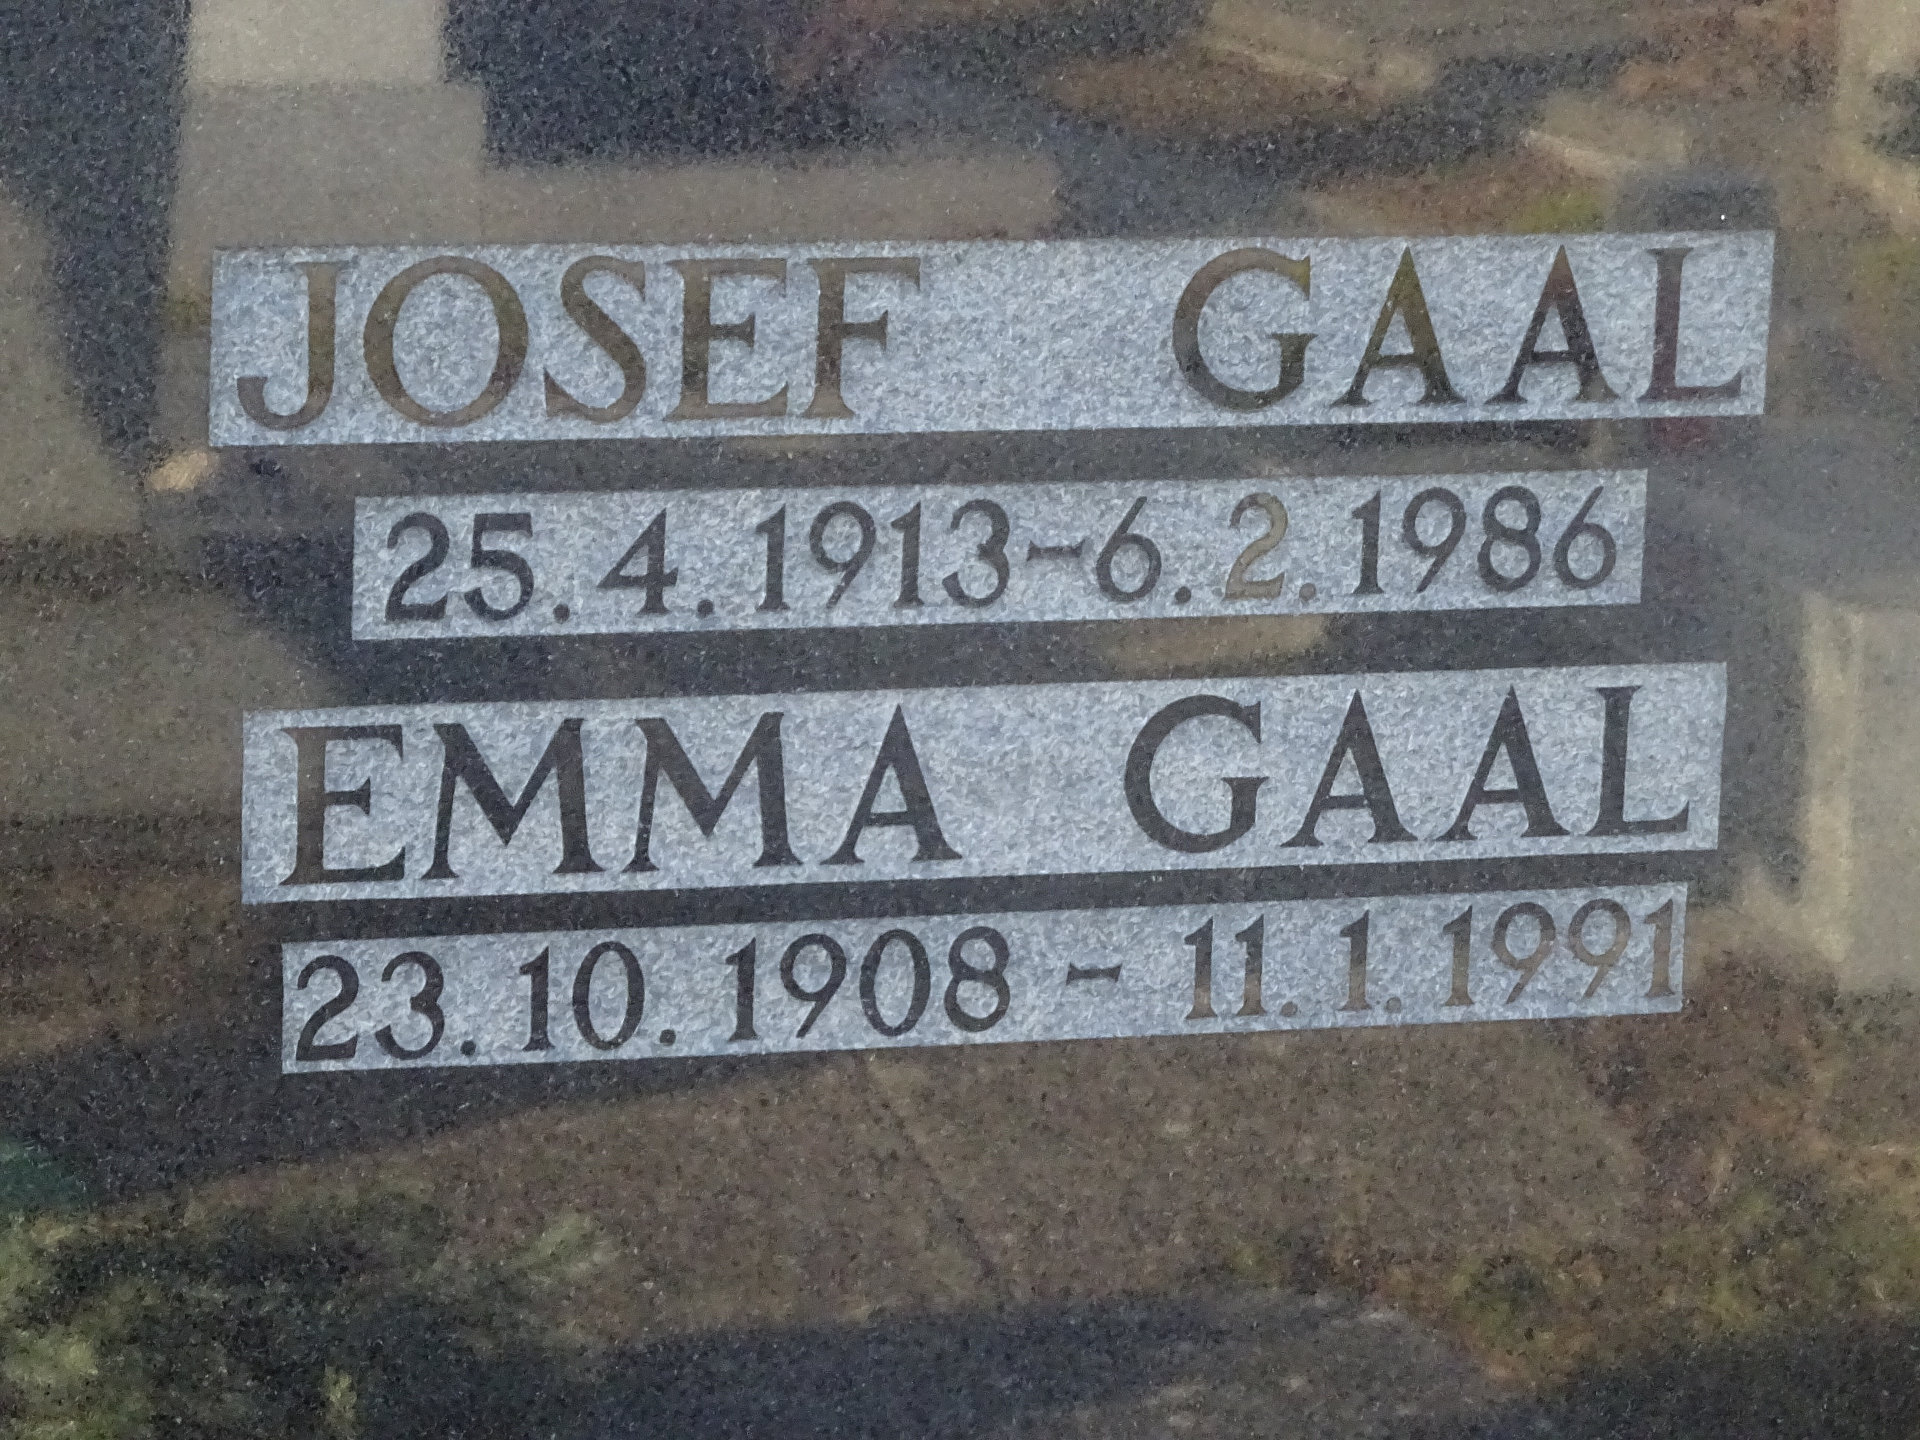 JOSEF GAAL
25.4.1913-6.2.1986
EMMA GAAL
23.10.1908 - 11.1.1991